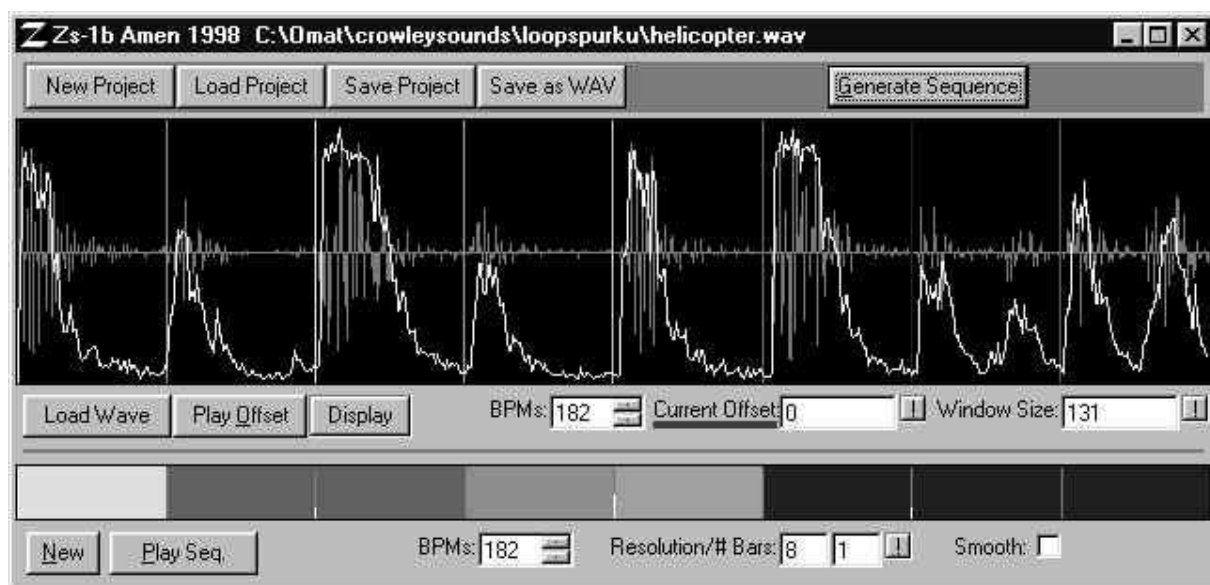 Zs-1b Amen 1998 C:\Omat\crowleysounds\loopspurku\helicopter.wav
New Project Load Project Save Project Save as WAV Generate Sequence
Load Wave Play Offset Display BPMs: 182 Current Offset: 0 ! Window Size: 131 !
New Play Seq. BPMs: 182 Resolution/# Bars: 8 1 ! Smooth: